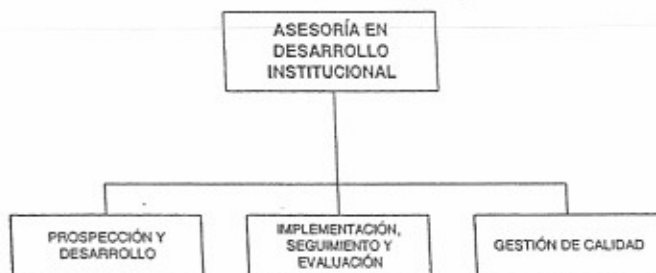 ASESORÍA EN
DESARROLLO
INSTITUCIONAL
PROSPECCIÓN Y
DESARROLLO
IMPLEMENTACIÓN,
SEGUIMIENTO Y
EVALUACIÓN
GESTIÓN DE CALIDAD